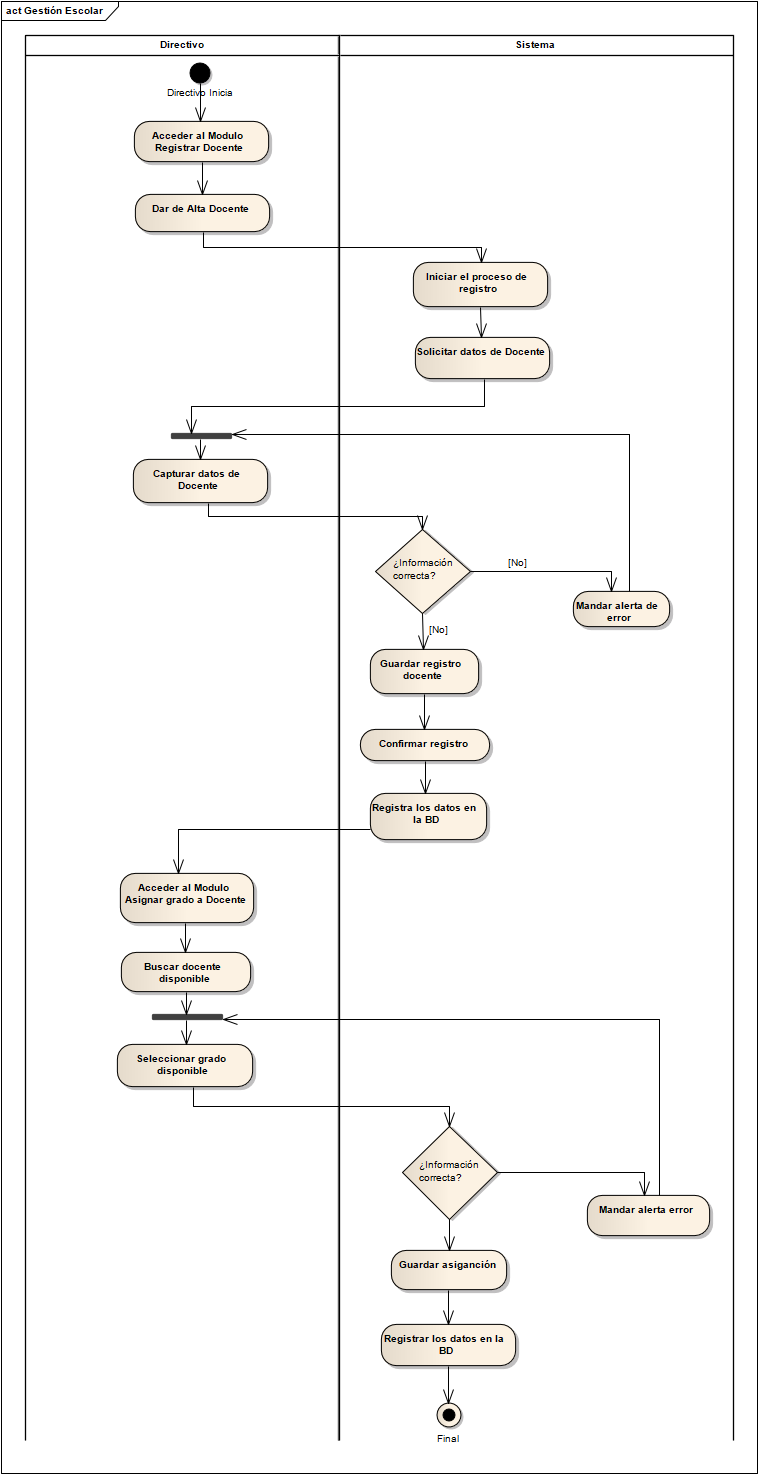 act Gestión Escolar
Directivo
Sistema
Directivo Inicia
Acceder al Modulo
Registrar Docente
Dar de Alta Docente
Iniciar el proceso de
registro
Solicitar datos de Docente
Capturar datos de
Docente
¿Información
correcta?
[No]
Mandar alerta de
error
[No]
Guardar registro
docente
Confirmar registro
Registra los datos en
la BD
Acceder al Modulo
Asignar grado a Docente
Buscar docente
disponible
Seleccionar grado
disponible
¿Información
correcta?
Mandar alerta error
Guardar asigancíón
Registrar los datos en la
BD
Final